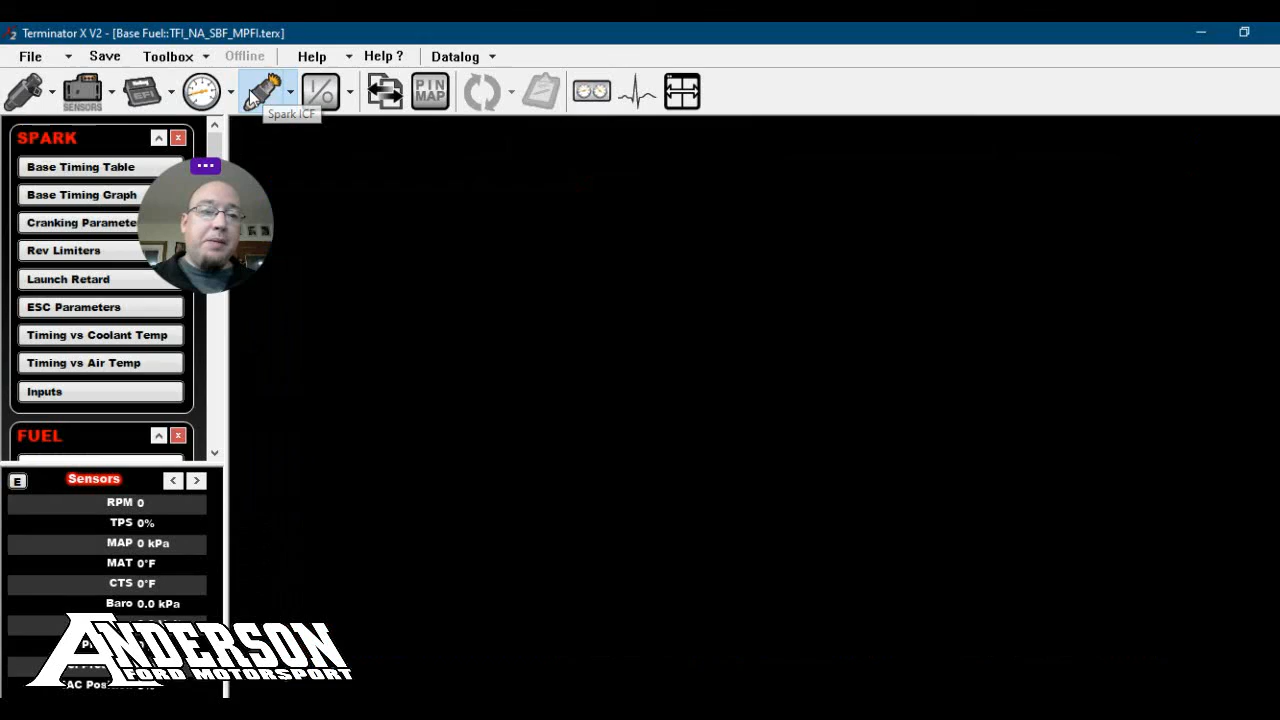 Terminator X V2 - [Base Fuel::TFI_NA_SBF_MPFI.terx]
File Save Toolbox Offline Help Help ? Datalog
SENSORS EFI I/O PIN MAP
Spark ICF
SPARK
Base Timing Table
Base Timing Graph
Cranking
Rev Limiters
Launch Retard
ESC Parameters
Timing vs Coolant Temp
Timing vs Air Temp
Inputs
FUEL
E Sensors < >
RPM 0
TPS 0%
MAP 0 kPa
MAT 0°F
CTS 0°F
Baro 0.0 kPa
ANDERSON
FORD MOTORSPORT